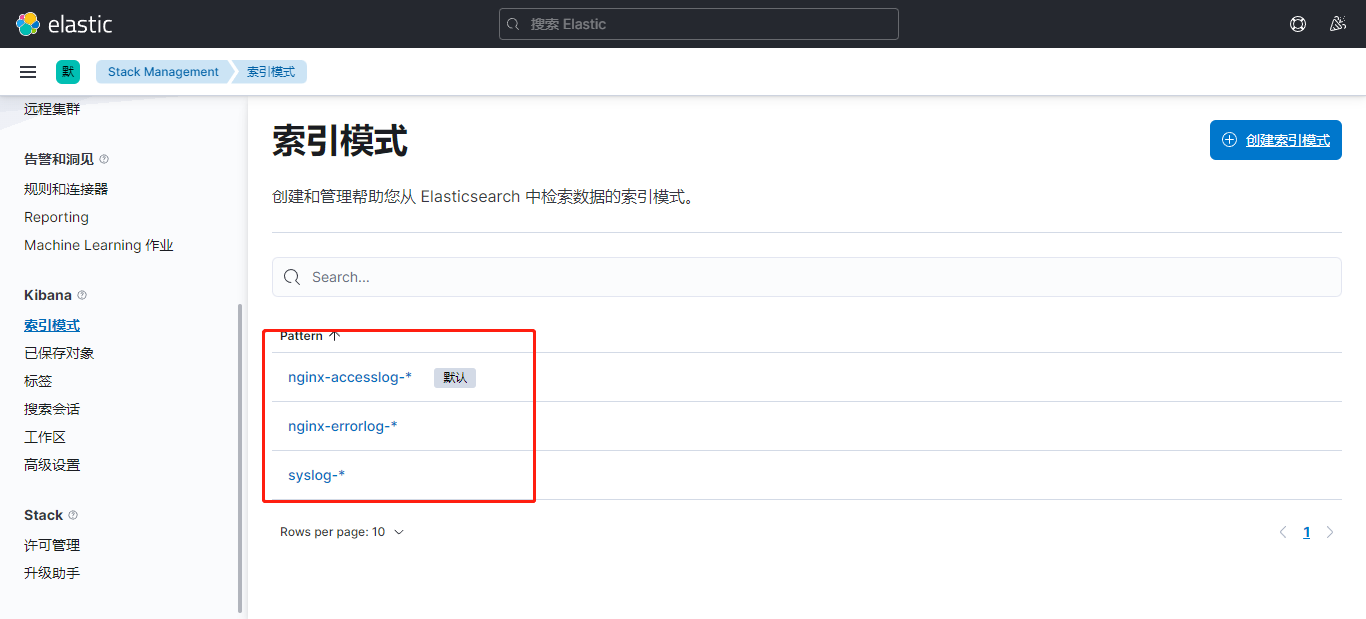 elastic
搜索 Elastic
默
Stack Management
索引模式
远程集群
告警和洞见
规则和连接器
Reporting
Machine Learning 作业
Kibana
索引模式
已保存对象
标签
搜索会话
工作区
高级设置
Stack
许可管理
升级助手
索引模式
创建索引模式
创建和管理帮助您从 Elasticsearch 中检索数据的索引模式。
Search...
Pattern ↑
nginx-accesslog-* 默认
nginx-errorlog-*
syslog-*
Rows per page: 10
1